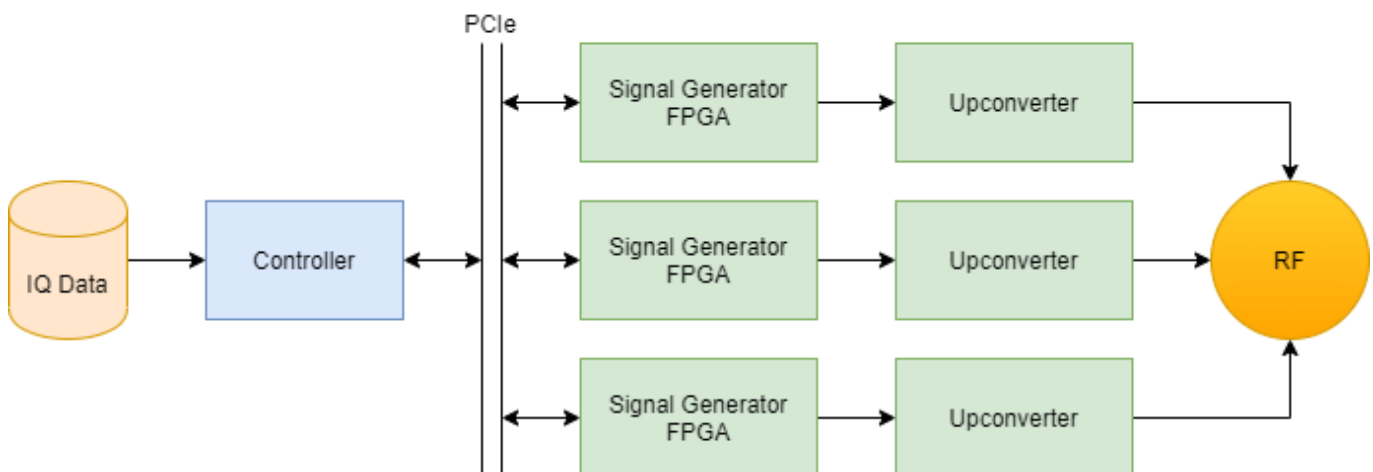 PCIe
Signal Generator
FPGA
Upconverter
IQ Data
Controller
Signal Generator
FPGA
Upconverter
RF
Signal Generator
FPGA
Upconverter